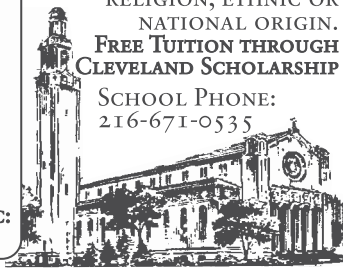 RELIGION, ETHNIC OR
NATIONAL ORIGIN.
FREE TUITION THROUGH
CLEVELAND SCHOLARSHIP
SCHOOL PHONE:
216-671-0535
C: